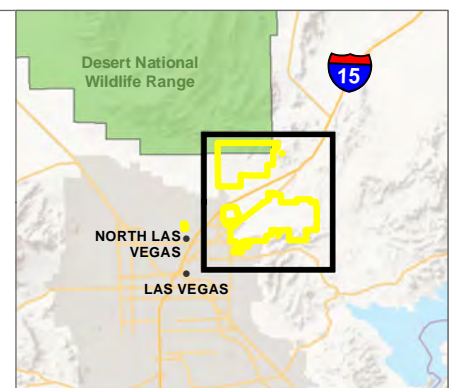 Desert National
Wildlife Range
15
NORTH LAS
VEGAS
LAS VEGAS